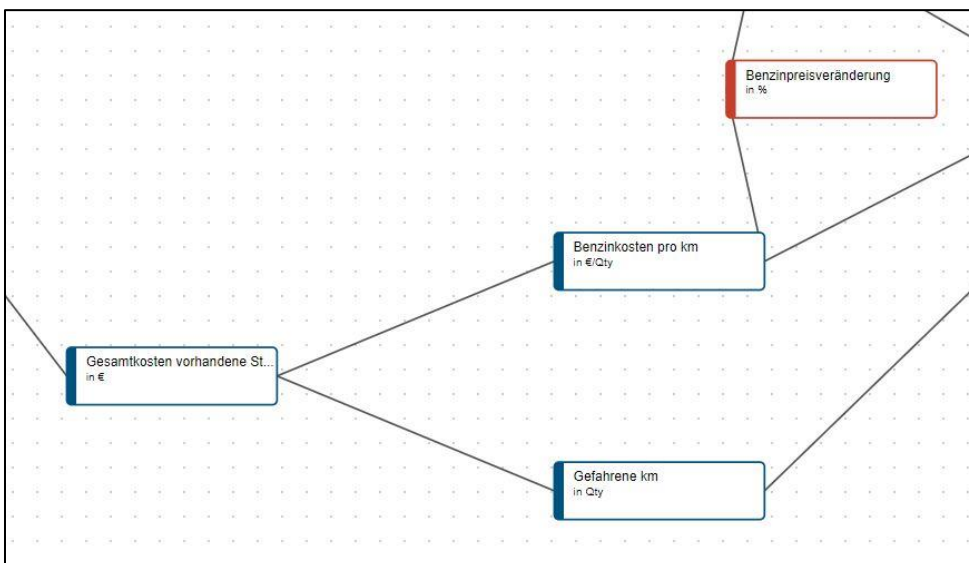 Benzinpreisveränderung
in %
Benzinkosten pro km
in €/Qty
Gesamtkosten vorhandene St...
in €
Gefahrene km
in Qty